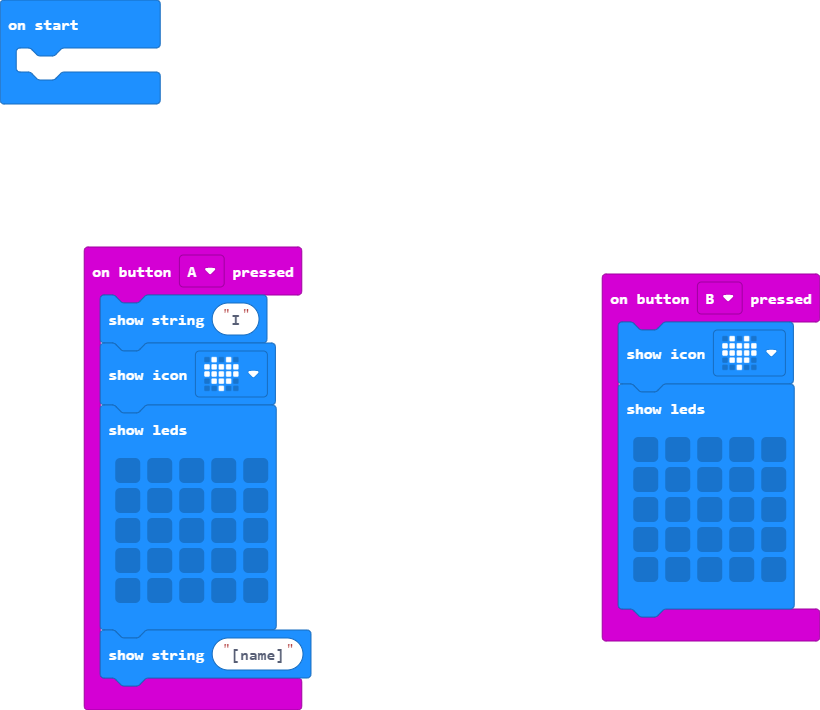 on start
on button A pressed
show string "I"
show icon
show leds
show string "[name]"
on button B pressed
show icon
show leds